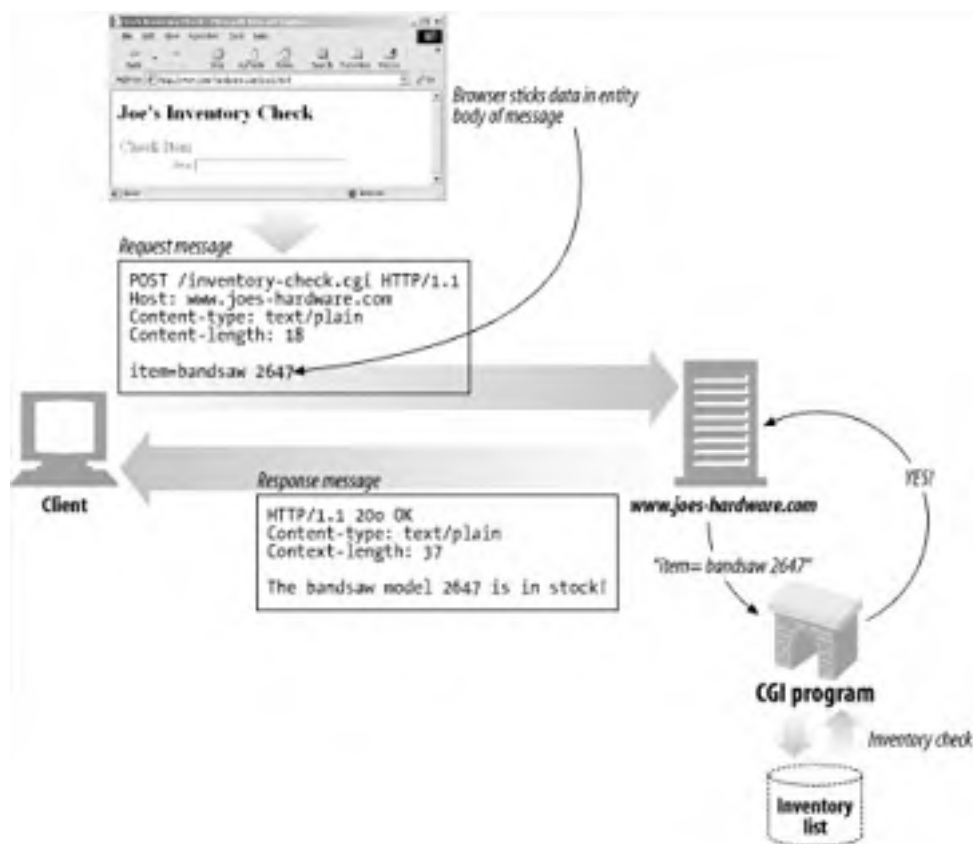 Browser sticks data in entity
body of message
Joe's Inventory Check
Check Item
Request message
POST /inventory-check.cgi HTTP/1.1
Host: www.joes-hardware.com
Content-type: text/plain
Content-length: 18
item=bandsaw 2647
Client
Response message
HTTP/1.1 200 OK
Content-type: text/plain
Context-length: 37
The bandsaw model 2647 is in stock!
www.joes-hardware.com
YES!
"item= bandsaw 2647"
CGI program
Inventory check
Inventory
list